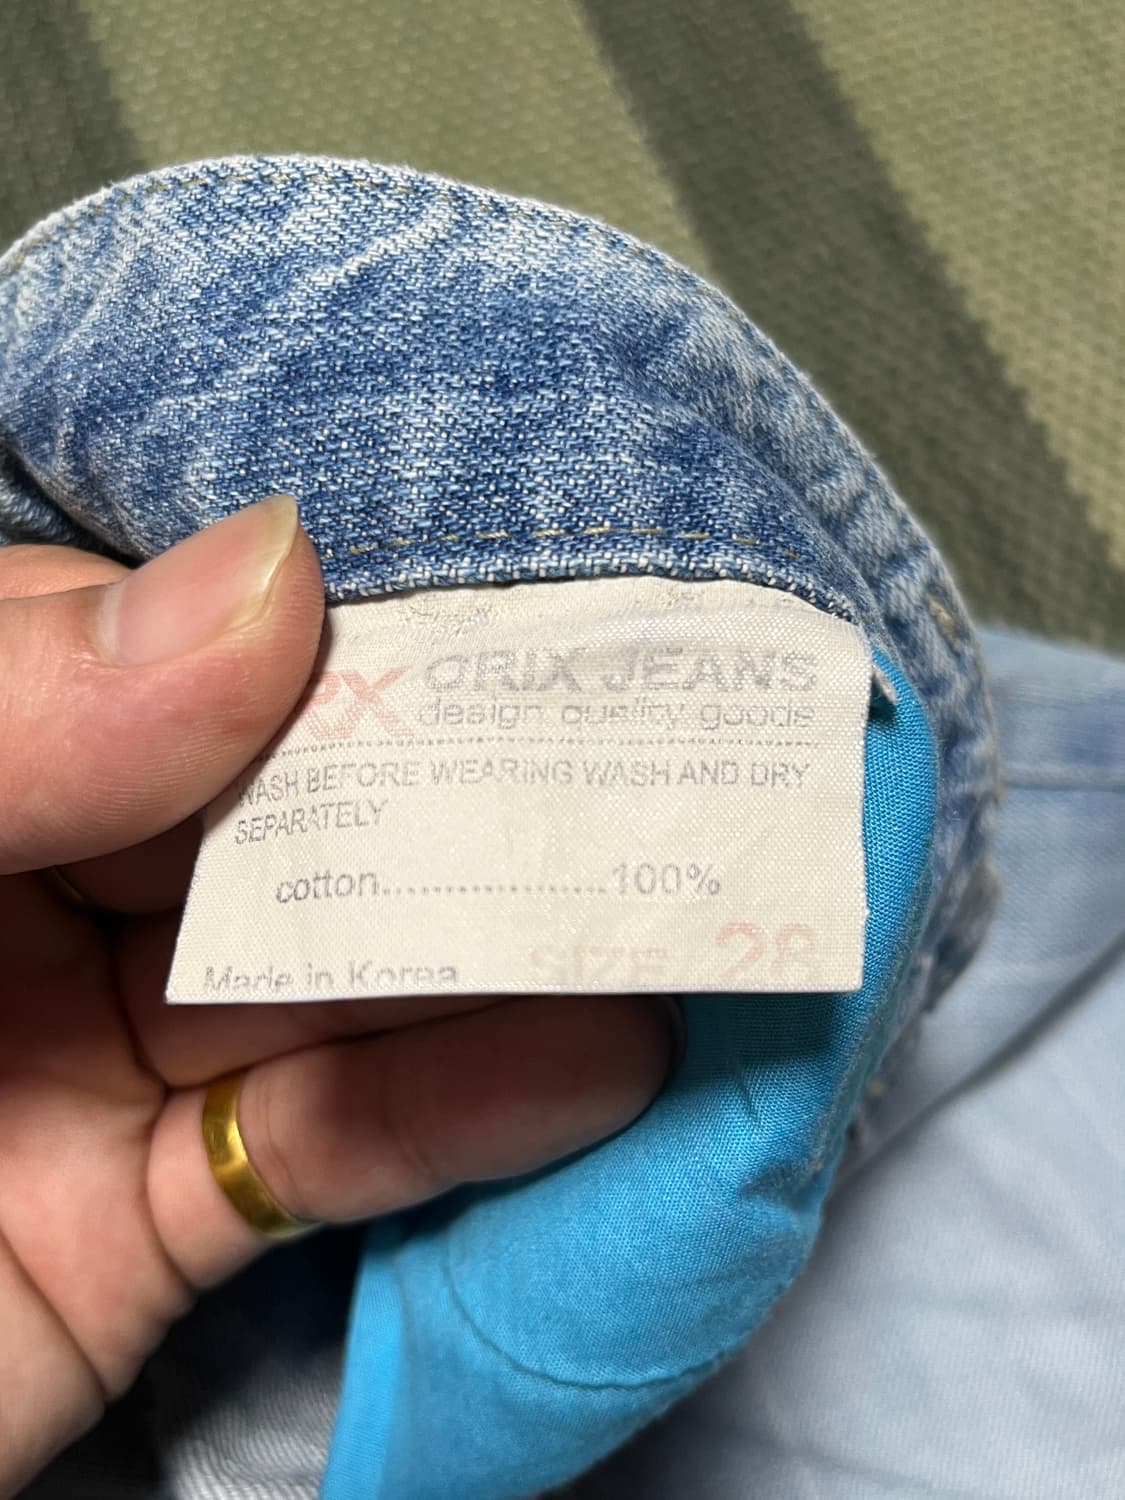 RX ORIX JEANS
design quality goods
WASH BEFORE WEARING WASH AND DRY
SEPARATELY
cotton......................100%
Made in Korea SIZE 28